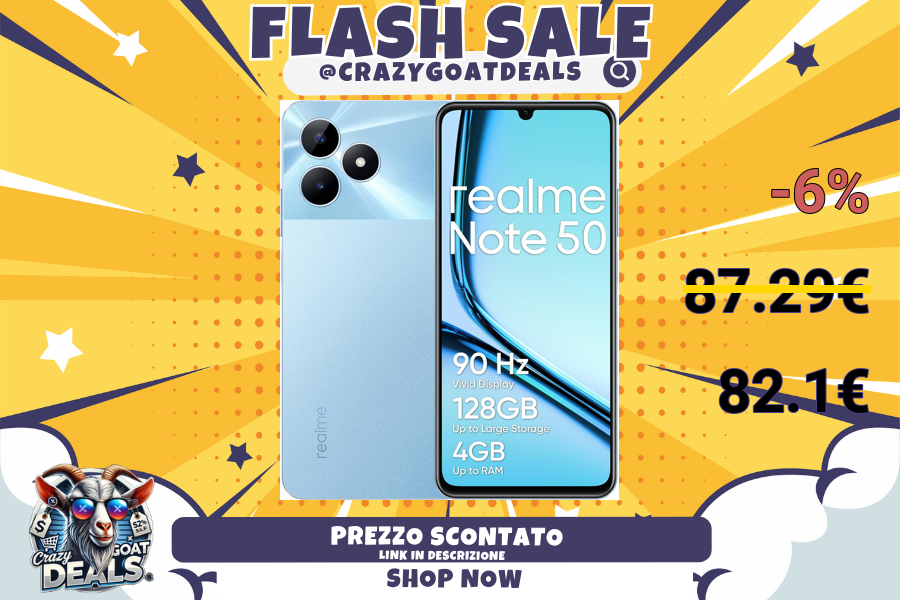 FLASH SALE
@CRAZYGOATDEALS
realme
Note 50
90 Hz
Vivid Display
128GB
Up to Large Storage
4GB
Up to RAM
realme
-6%
87.29€
82.1€
PREZZO SCONTATO
LINK IN DESCRIZIONE
SHOP NOW
$
52%
Crazy
GOAT
DEALS